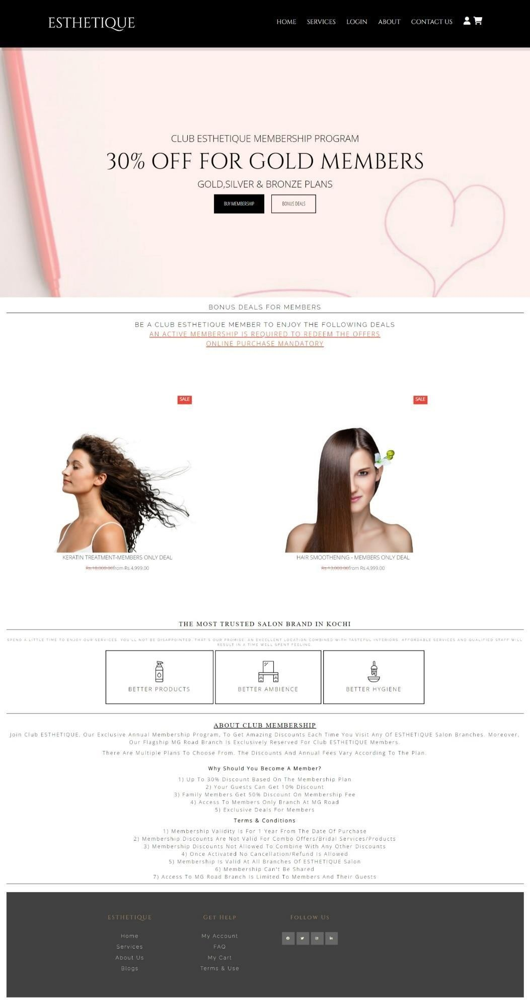 ESTHETIQUE
HOME SERVICES LOGIN ABOUT CONTACT US
CLUB ESTHETIQUE MEMBERSHIP PROGRAM
30% OFF FOR GOLD MEMBERS
GOLD,SILVER & BRONZE PLANS
BUY MEMBERSHIP BONUS DEALS
BONUS DEALS FOR MEMBERS
BE A CLUB ESTHETIQUE MEMBER TO ENJOY THE FOLLOWING DEALS
AN ACTIVE MEMBERSHIP IS REQUIRED TO REDEEM THE OFFERS
ONLINE PURCHASE MANDATORY
SALE SALE
KERATIN TREATMENT-MEMBERS ONLY DEAL
Rs.18,000.00from Rs.4,999.00
HAIR SMOOTHENING - MEMBERS ONLY DEAL
Rs.13,000.00from Rs.4,999.00
THE MOST TRUSTED SALON BRAND IN KOCHI
SPEND A LITTLE TIME TO ENJOY OUR SERVICES. YOU'LL NOT BE DISAPPOINTED. THAT'S OUR PROMISE. AN EXCELLENT LOCATION COMBINED WITH TASTEFUL INTERIORS. AFFORDABLE SERVICES AND QUALIFIED STAFF WILL
RESULT IN A TIME WELL SPENT FEELING.
BETTER PRODUCTS BETTER AMBIENCE BETTER HYGIENE
ABOUT CLUB MEMBERSHIP
Join Club ESTHETIQUE, Our Exclusive Annual Membership Program, To Get Amazing Discounts Each Time You Visit Any Of ESTHETIQUE Salon Branches. Moreover,
Our Flagship MG Road Branch Is Exclusively Reserved For Club ESTHETIQUE Members.
There Are Multiple Plans To Choose From. The Discounts And Annual Fees Vary According To The Plan.
Why Should You Become A Member?
1) Up To 30% Discount Based On The Membership Plan
2) Your Guests Can Get 10% Discount
3) Family Members Get 50% Discount On Membership Fee
4) Access To Members Only Branch At MG Road
5) Exclusive Deals For Members
Terms & Conditions
1) Membership Validity Is For 1 Year From The Date Of Purchase
2) Membership Discounts Are Not Valid For Combo Offers/Bridal Services/Products
3) Membership Discounts Not Allowed To Combine With Any Other Discounts
4) Once Activated No Cancellation/Refund Is Allowed
5) Membership Is Valid At All Branches Of ESTHETIQUE Salon
6) Membership Can't Be Shared
7) Access To MG Road Branch Is Limited To Members And Their Guests
ESTHETIQUE
Home
Services
About Us
Blogs
Get Help
My Account
FAQ
My Cart
Terms & Use
Follow Us